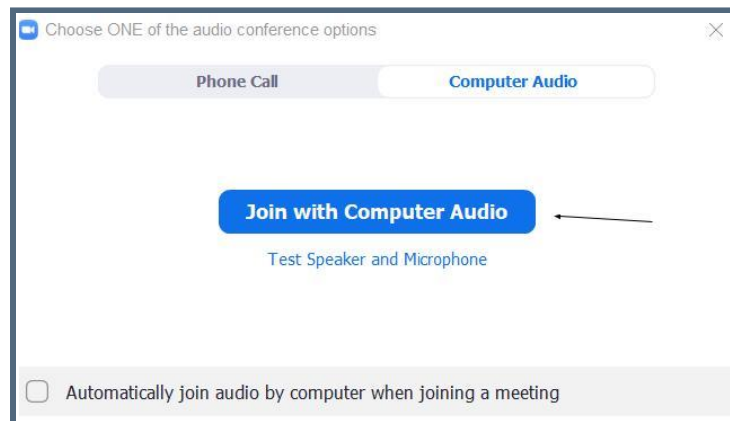 Choose ONE of the audio conference options
Phone Call Computer Audio
Join with Computer Audio
Test Speaker and Microphone
Automatically join audio by computer when joining a meeting